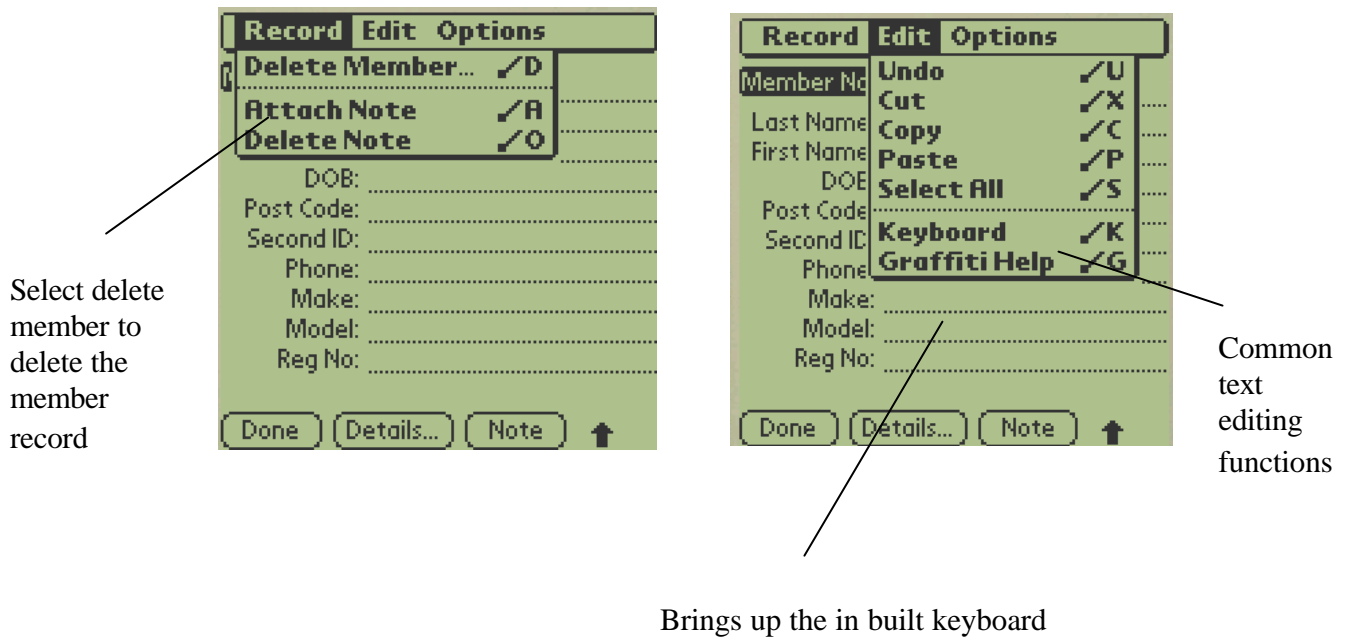 Record Edit Options
Delete Member... ⁄D
Attach Note ⁄A
Delete Note ⁄O
DOB:
Post Code:
Second ID:
Phone:
Make:
Model:
Reg No:
Done Details... Note
Select delete
member to
delete the
member
record
Record Edit Options
Member No
Undo ⁄U
Cut ⁄X
Last Name
Copy ⁄C
First Name
Paste ⁄P
DOB
Select All ⁄S
Post Code
Second ID
Keyboard ⁄K
Phone
Graffiti Help ⁄G
Make:
Model:
Reg No:
Done Details... Note
Common
text
editing
functions
Brings up the in built keyboard